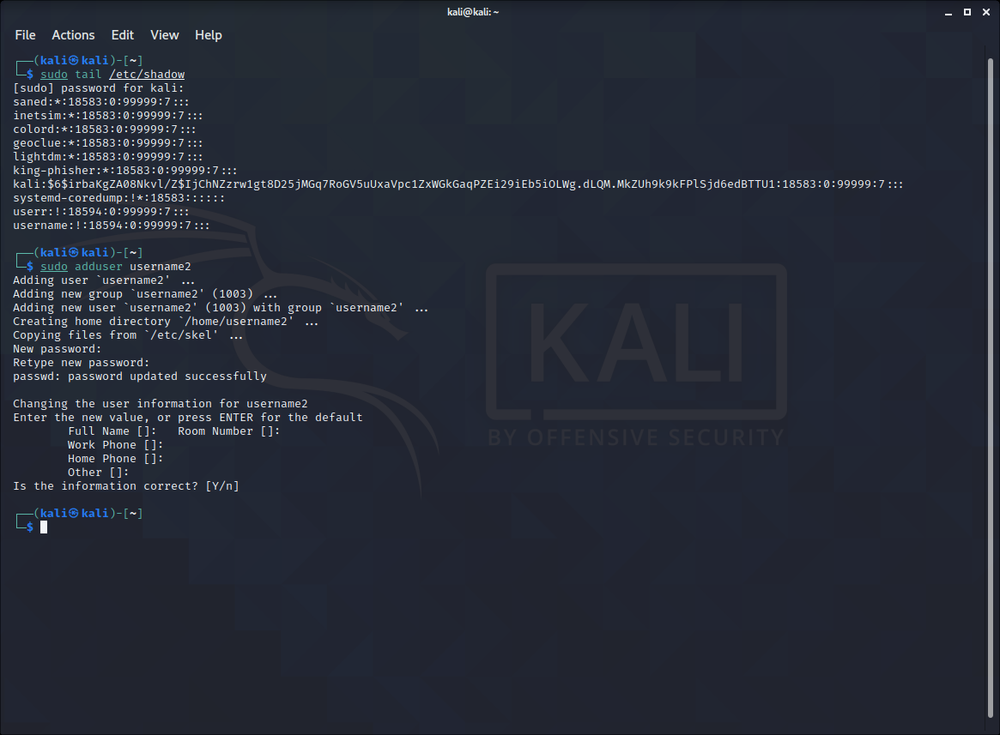 kali@kali: ~
File Actions Edit View Help
┌──(kali㉿kali)-[~]
└─$ sudo tail /etc/shadow
[sudo] password for kali:
saned:*:18583:0:99999:7:::
inetsim:*:18583:0:99999:7:::
colord:*:18583:0:99999:7:::
geoclue:*:18583:0:99999:7:::
lightdm:*:18583:0:99999:7:::
king-phisher:*:18583:0:99999:7:::
kali:$6$irbaKgZA08Nkvl/Z$IjChNZzrw1gt8D25jMGq7RoGV5uUxaVpc1ZxWGkGaqPZEi29iEb5iOLWg.dLQM.MkZUh9k9kFPlSjd6edBTTU1:18583:0:99999:7:::
systemd-coredump:!*:18583::::::
userr:!:18594:0:99999:7:::
username:!:18594:0:99999:7:::
┌──(kali㉿kali)-[~]
└─$ sudo adduser username2
Adding user `username2' ...
Adding new group `username2' (1003) ...
Adding new user `username2' (1003) with group `username2' ...
Creating home directory `/home/username2' ...
Copying files from `/etc/skel' ...
New password:
Retype new password:
passwd: password updated successfully
Changing the user information for username2
Enter the new value, or press ENTER for the default
Full Name []: Room Number []:
Work Phone []:
Home Phone []:
Other []:
Is the information correct? [Y/n]
┌──(kali㉿kali)-[~]
└─$
KALI
BY OFFENSIVE SECURITY